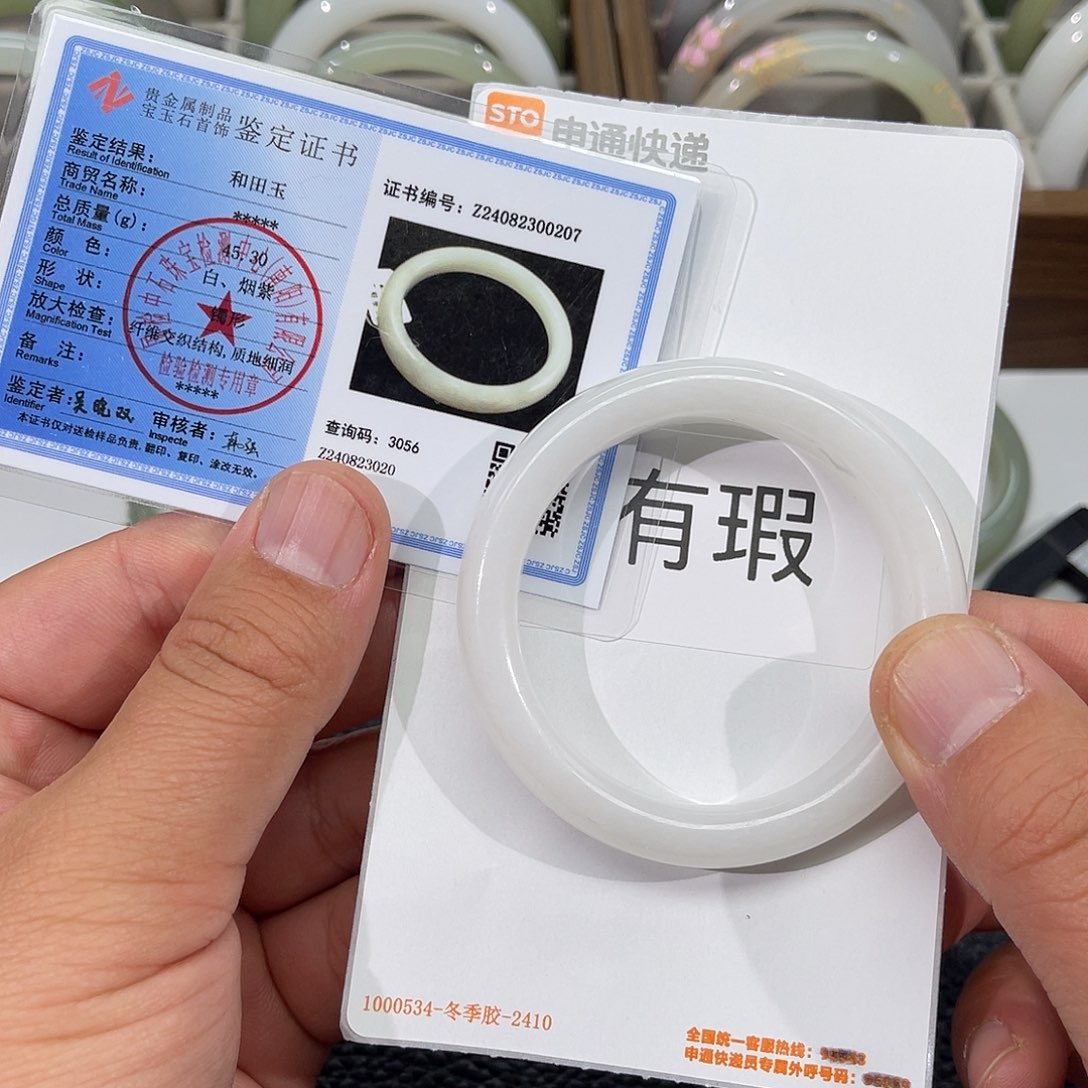 贵金属制品
宝玉石首饰 鉴定证书
鉴定结果: 和田玉
Result of Identification
商贸名称: *****
Trade Name
总质量(g): 45.30
Total Mass
颜 色: 白、烟紫
Color
形 状: 镯形
Shape
放大检查: 纤维交织结构, 质地细润
Magnification Test
备 注: *****
Remarks
检验检测专用章
鉴定者:
Identifier
审核者:
Inspecte
本证书仅对送检样品负责, 翻印、复印、涂改无效。
证书编号: Z24082300207
查询码: 3056
Z240823020
STO 申通快递
有瑕
1000534-冬季胶-2410
全国统一客服热线:
申通快递员专属外呼号码: